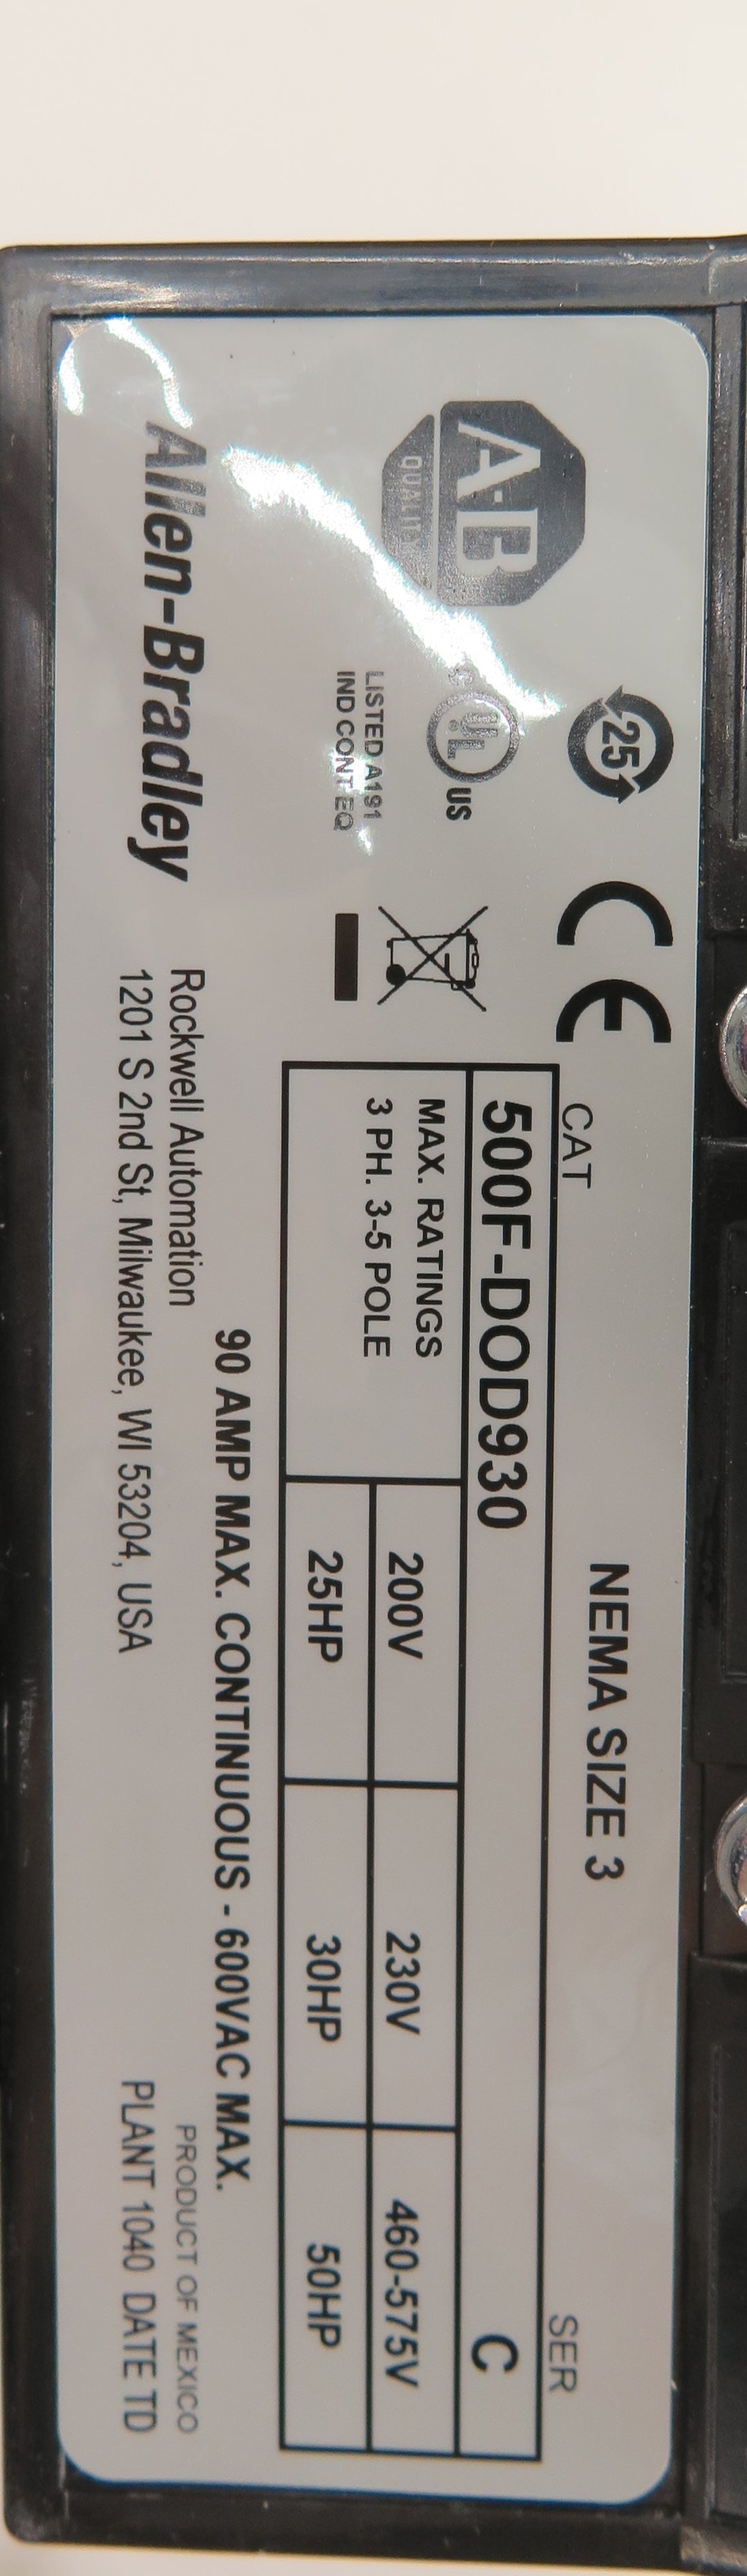 A-B
QUALITY
25
CE
UL
US
LISTED A191
IND CONT EQ
Allen-Bradley
NEMA SIZE 3
CAT
SER
500F-DOD930
C
MAX. RATINGS
3 PH. 3-5 POLE
200V
230V
460-575V
25HP
30HP
50HP
90 AMP MAX. CONTINUOUS - 600VAC MAX.
Rockwell Automation
1201 S 2nd St, Milwaukee, WI 53204, USA
PRODUCT OF MEXICO
PLANT 1040 DATE TD